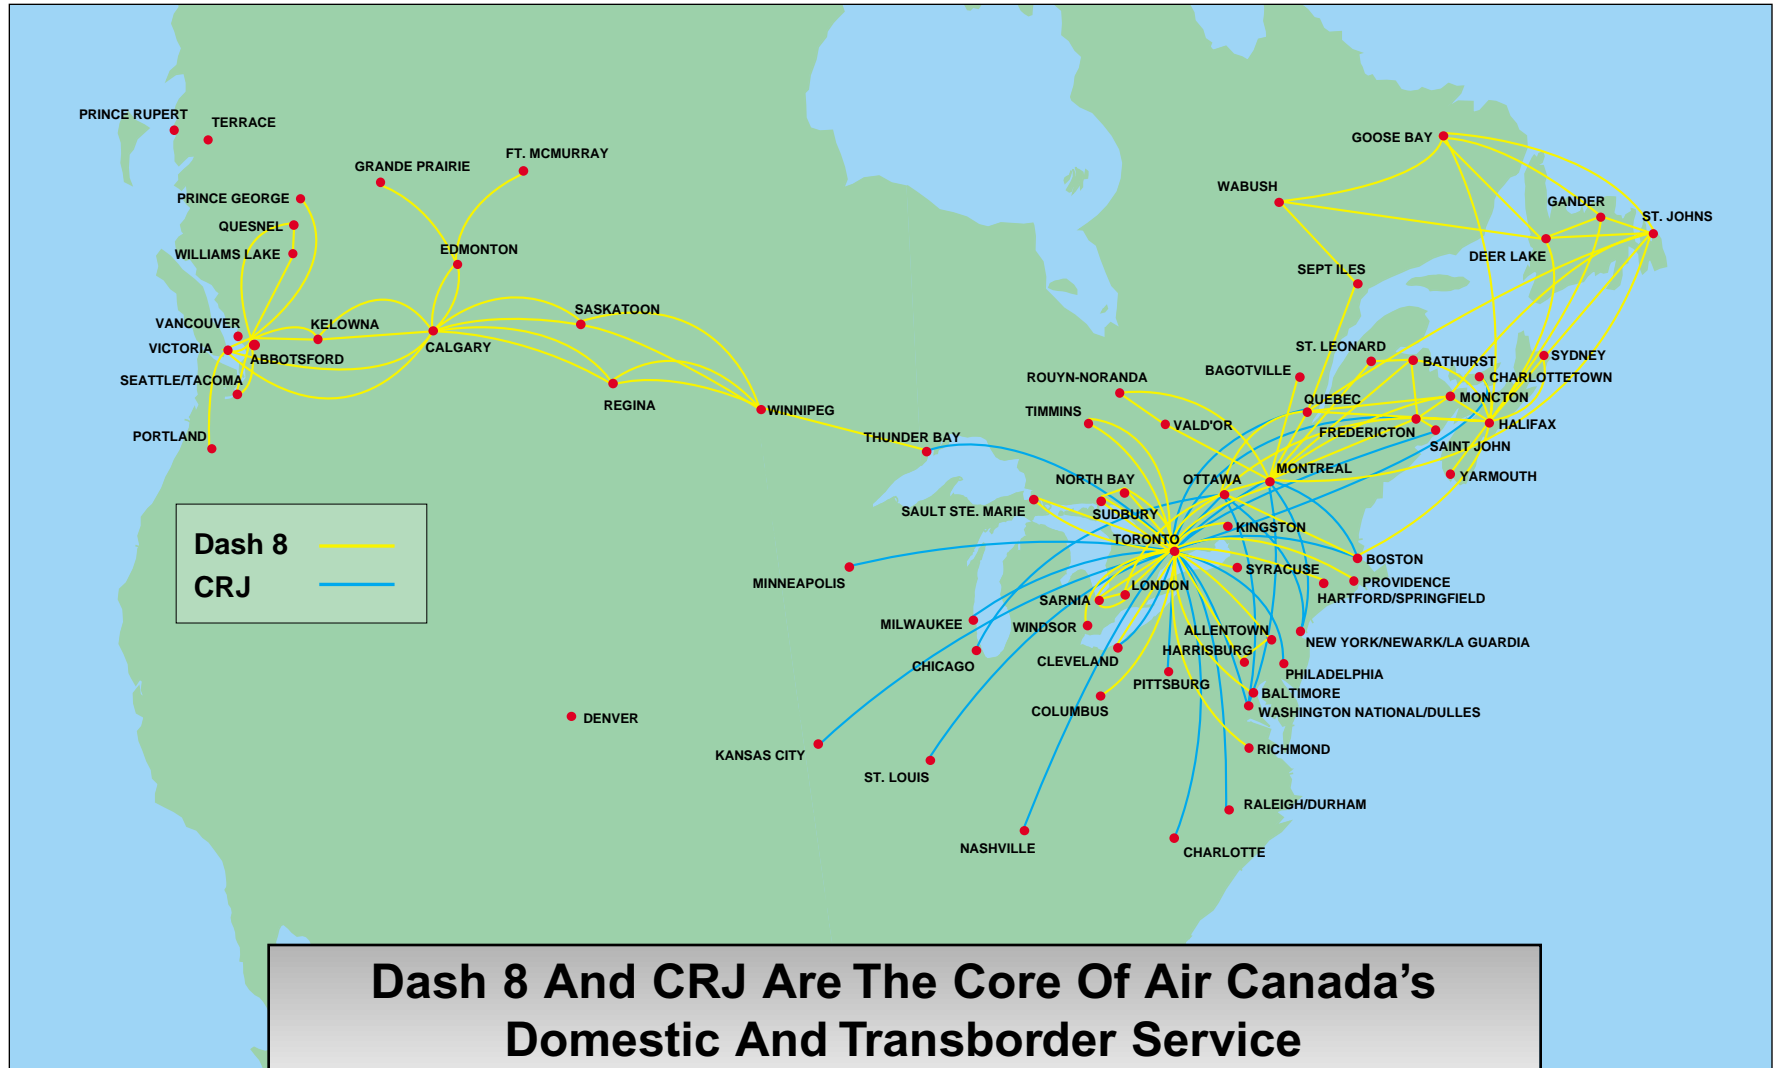 PRINCE RUPERT
TERRACE
GRANDE PRAIRIE
FT. MCMURRAY
PRINCE GEORGE
QUESNEL
WILLIAMS LAKE
EDMONTON
VANCOUVER
VICTORIA
KELOWNA
ABBOTSFORD
CALGARY
SASKATOON
SEATTLE/TACOMA
REGINA
WINNIPEG
PORTLAND
THUNDER BAY
GOOSE BAY
WABUSH
GANDER
ST. JOHNS
DEER LAKE
SEPT ILES
ST. LEONARD
BATHURST
SYDNEY
BAGOTVILLE
CHARLOTTETOWN
ROUYN-NORANDA
QUEBEC
MONCTON
TIMMINS
VALD'OR
FREDERICTON
HALIFAX
SAINT JOHN
MONTREAL
YARMOUTH
NORTH BAY
OTTAWA
SAULT STE. MARIE
SUDBURY
KINGSTON
TORONTO
BOSTON
SYRACUSE
PROVIDENCE
HARTFORD/SPRINGFIELD
MINNEAPOLIS
LONDON
SARNIA
MILWAUKEE
WINDSOR
ALLENTOWN
NEW YORK/NEWARK/LA GUARDIA
CHICAGO
CLEVELAND
HARRISBURG
PHILADELPHIA
PITTSBURG
BALTIMORE
COLUMBUS
WASHINGTON NATIONAL/DULLES
DENVER
KANSAS CITY
RICHMOND
ST. LOUIS
RALEIGH/DURHAM
NASHVILLE
CHARLOTTE
Dash 8
CRJ
Dash 8 And CRJ Are The Core Of Air Canada’s
Domestic And Transborder Service